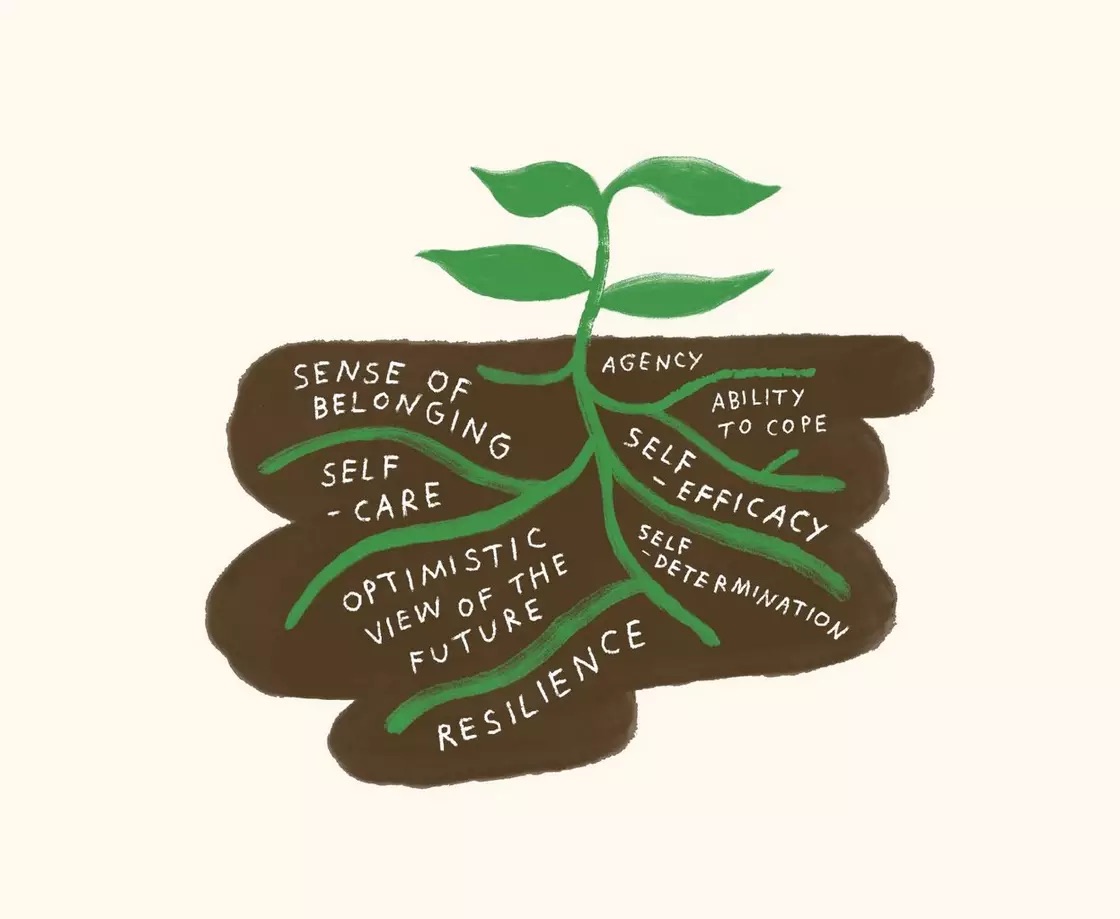 SENSE OF
BELONGING
SELF
-CARE
OPTIMISTIC
VIEW OF THE
FUTURE
RESILIENCE
AGENCY
ABILITY
TO COPE
SELF
-EFFICACY
SELF
-DETERMINATION